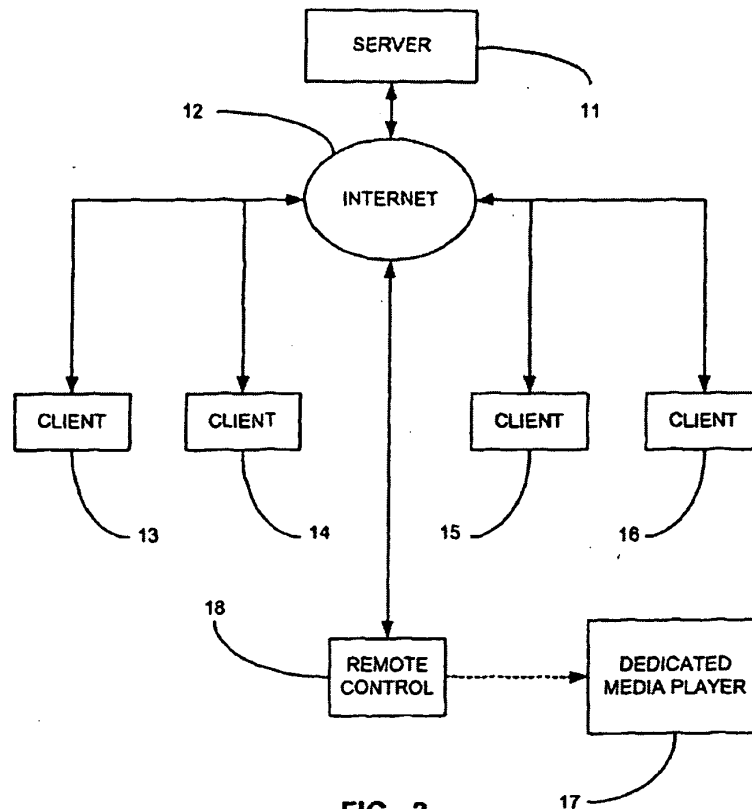 SERVER
12
11
INTERNET
CLIENT
CLIENT
CLIENT
CLIENT
13
14
15
16
18
REMOTE
CONTROL
DEDICATED
MEDIA PLAYER
17
FIG.